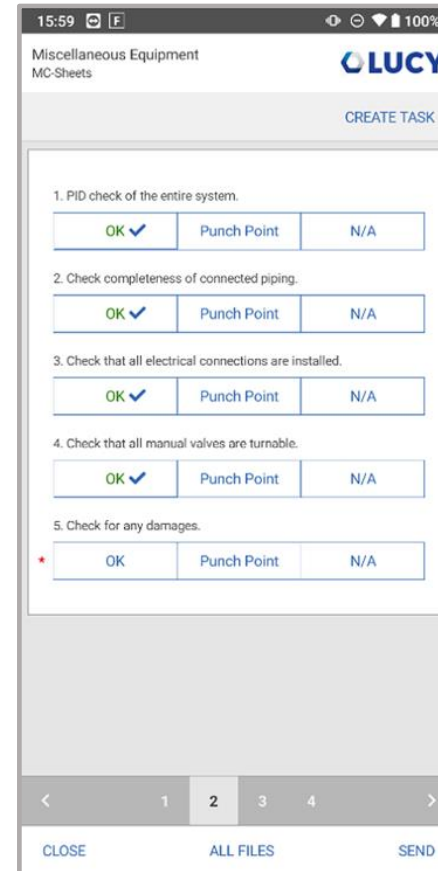 15:59 F 100%
Miscellaneous Equipment
MC-Sheets
LUCY
CREATE TASK
1. PID check of the entire system.
OK Punch Point N/A
2. Check completeness of connected piping.
OK Punch Point N/A
3. Check that all electrical connections are installed.
OK Punch Point N/A
4. Check that all manual valves are turnable.
OK Punch Point N/A
5. Check for any damages.
* OK Punch Point N/A
< 1 2 3 4 >
CLOSE ALL FILES SEND